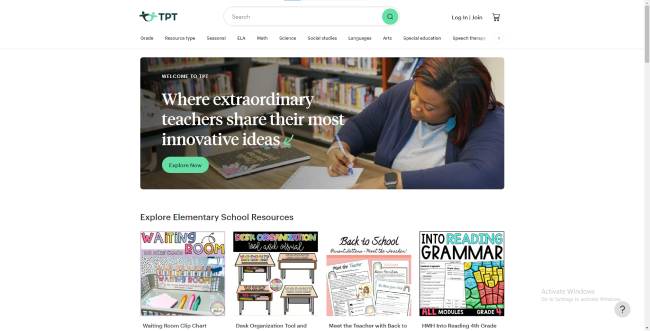 TPT
Search
Log In | Join
Grade
Resource type
Seasonal
ELA
Math
Science
Social studies
Languages
Arts
Special education
Speech therapy
WELCOME TO TPT
Where extraordinary
teachers share their most
innovative ideas
Explore Now
Explore Elementary School Resources
WAITING
ROOM
DESK ORGANIZATION
TOOL and VISUAL
Back to School
Meet the Teacher
INTO READING
GRAMMAR
ALL MODULES
GRADE 4
Waiting Room Clip Chart
Desk Organization Tool and
Meet the Teacher with Back to
HMH Into Reading 4th Grade
Activate Windows
Go to Settings to activate Windows.
?